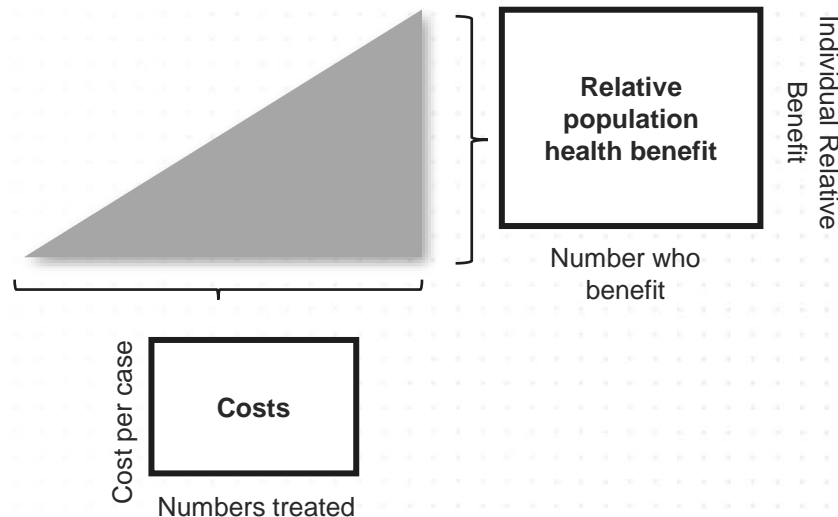 Relative
population
health benefit
Individual Relative
Benefit
Number who
benefit
Cost per case
Costs
Numbers treated